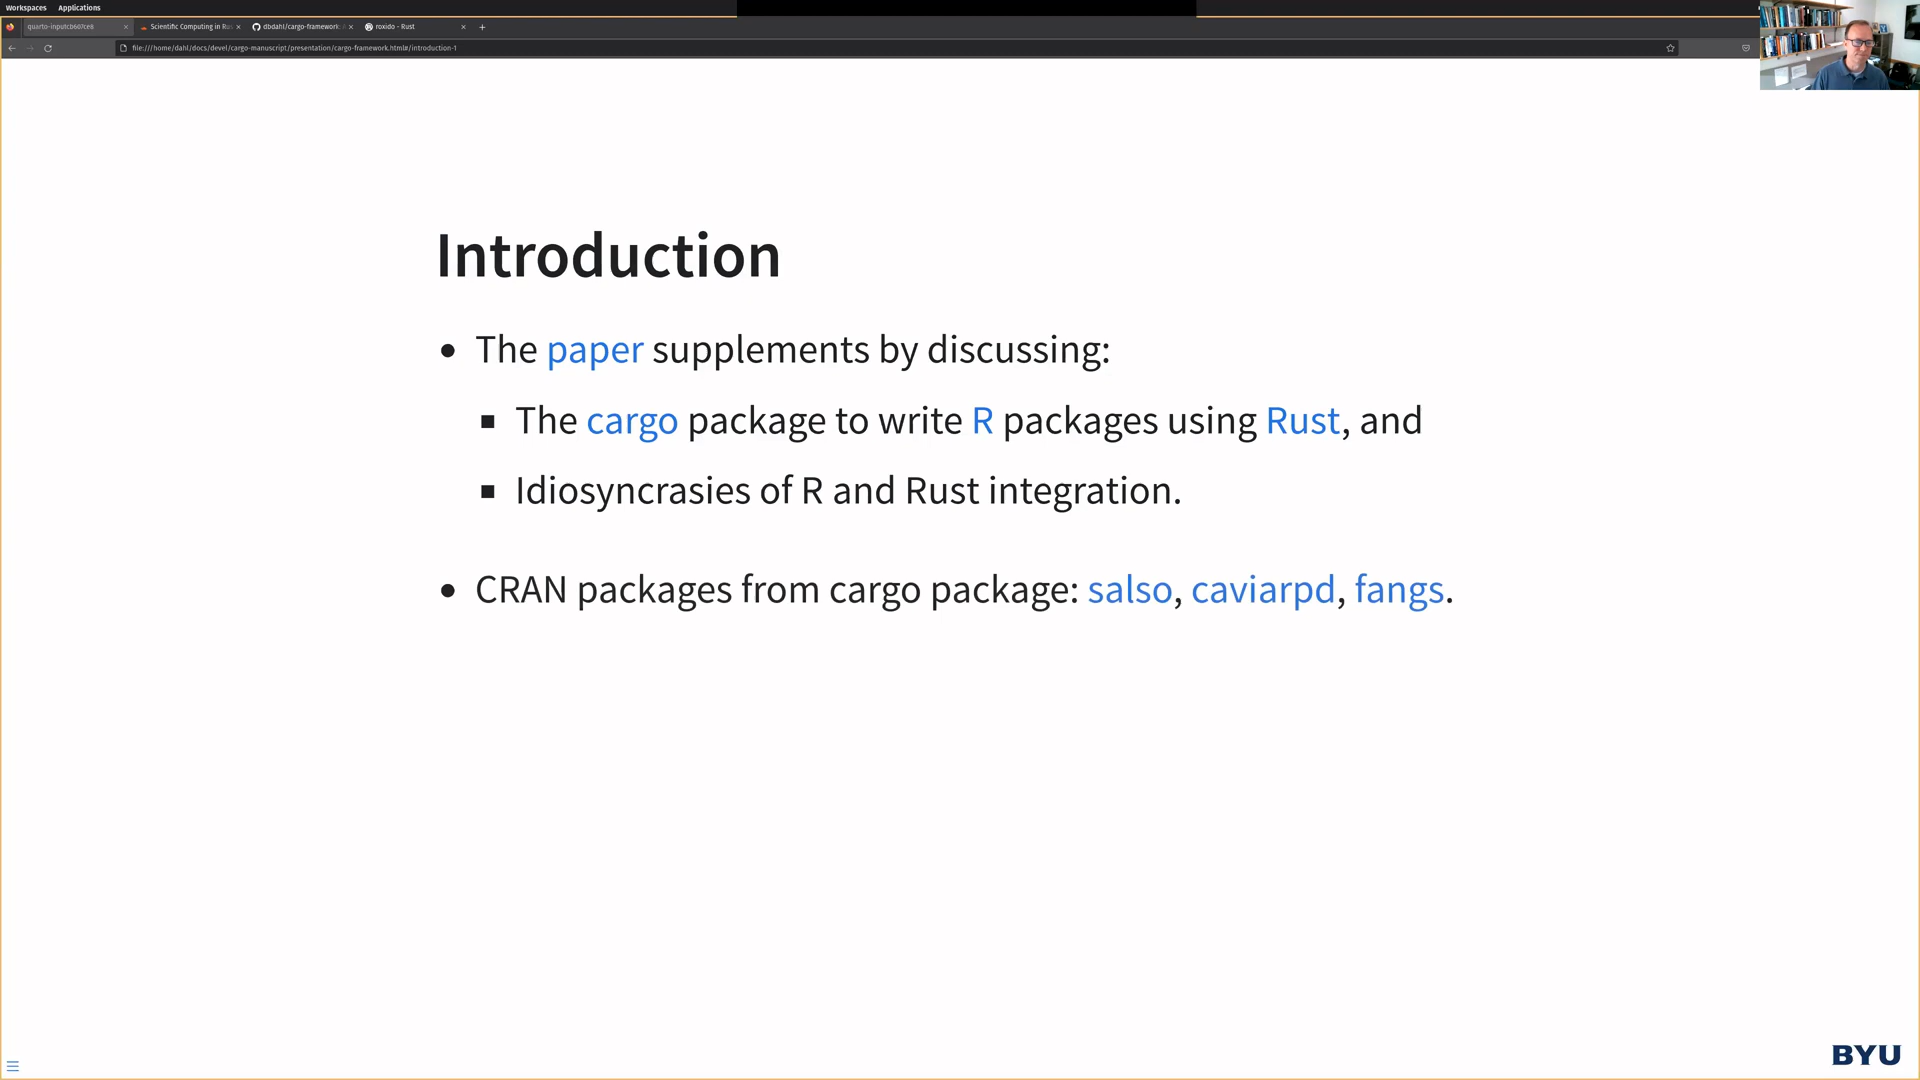 Workspaces Applications
quarto-inputcb607ce8
Scientific Computing in Rus
dbdahl/cargo-framework: A
roxido - Rust
file:///home/dahl/docs/devel/cargo-manuscript/presentation/cargo-framework.html#/introduction-1
Introduction
• The paper supplements by discussing:
▪ The cargo package to write R packages using Rust, and
▪ Idiosyncrasies of R and Rust integration.
• CRAN packages from cargo package: salso, caviarpd, fangs.
BYU